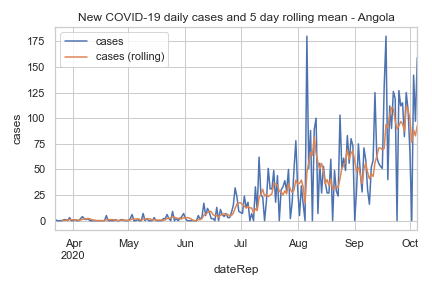 New COVID-19 daily cases and 5 day rolling mean - Angola
cases
cases (rolling)
175
150
125
100
75
50
25
0
cases
Apr
2020
May
Jun
Jul
Aug
Sep
Oct
dateRep